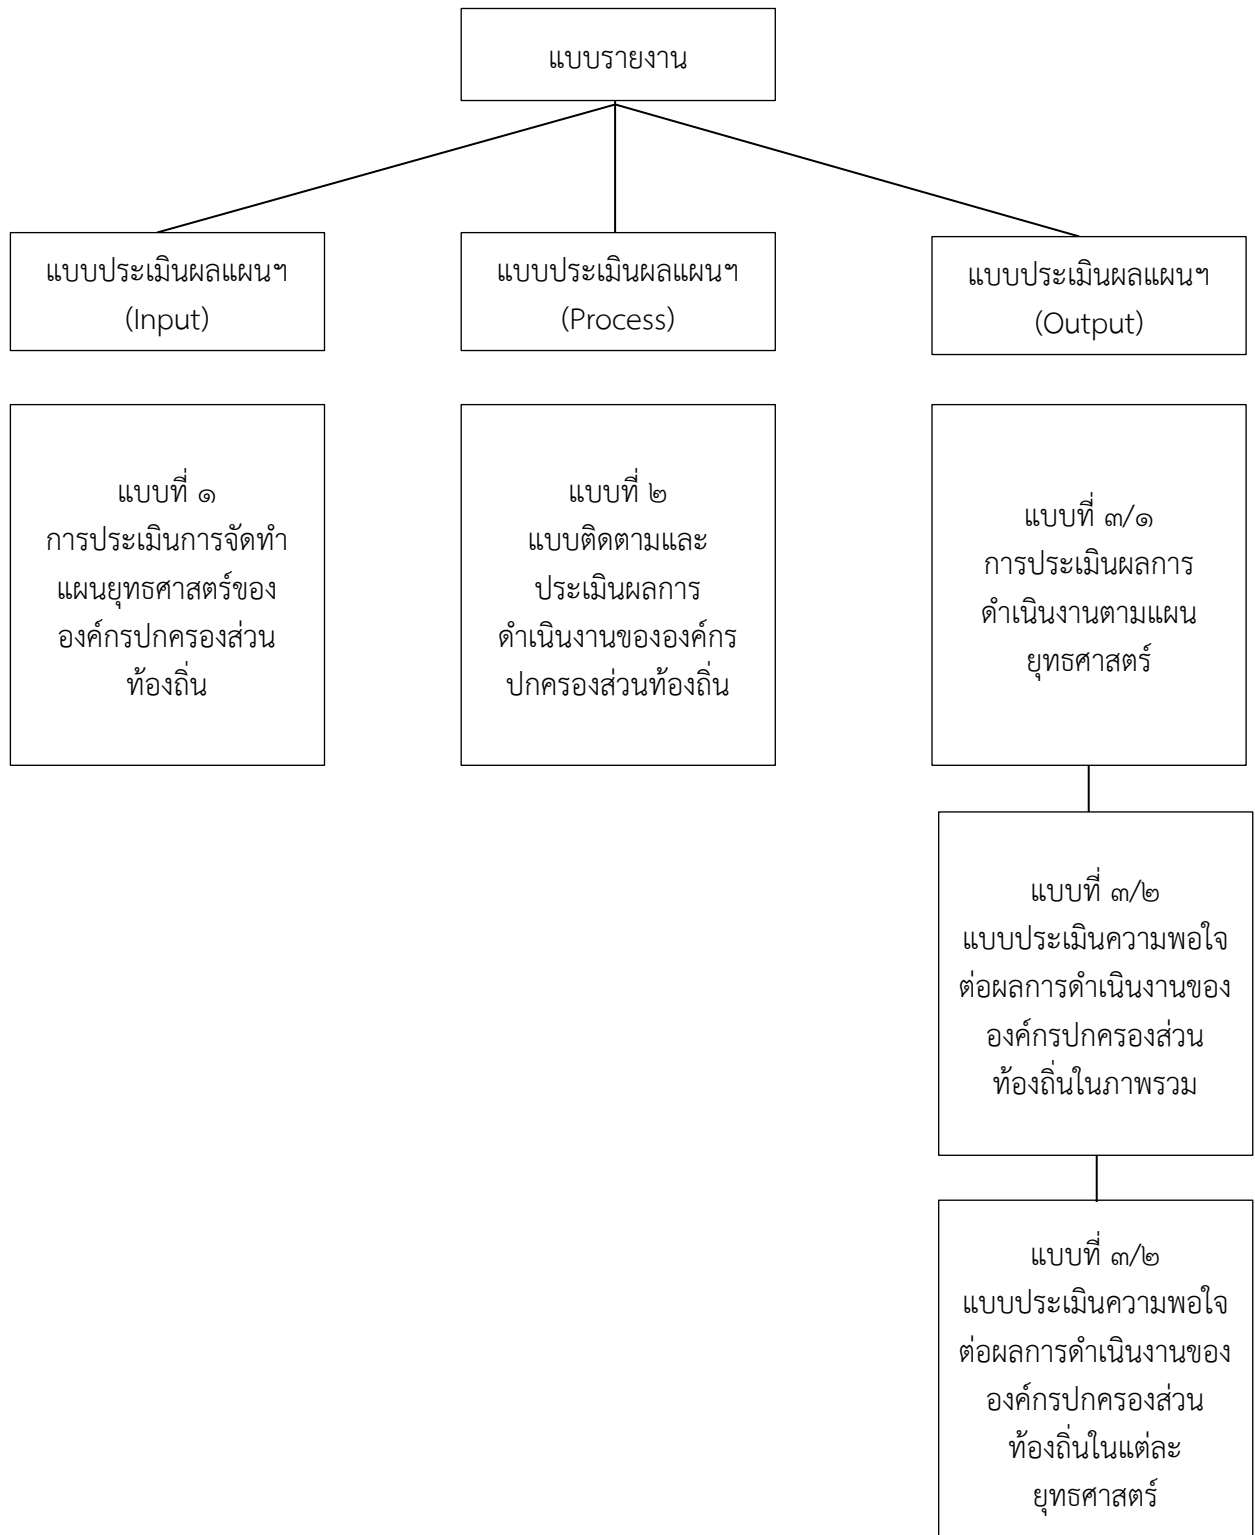 แบบรายงาน
แบบประเมินผลแผนฯ
(Input)
แบบประเมินผลแผนฯ
(Process)
แบบประเมินผลแผนฯ
(Output)
แบบที่ ๑
การประเมินการจัดทำ
แผนยุทธศาสตร์ของ
องค์กรปกครองส่วน
ท้องถิ่น
แบบที่ ๒
แบบติดตามและ
ประเมินผลการ
ดำเนินงานขององค์กร
ปกครองส่วนท้องถิ่น
แบบที่ ๓/๑
การประเมินผลการ
ดำเนินงานตามแผน
ยุทธศาสตร์
แบบที่ ๓/๒
แบบประเมินความพอใจ
ต่อผลการดำเนินงานของ
องค์กรปกครองส่วน
ท้องถิ่นในภาพรวม
แบบที่ ๓/๒
แบบประเมินความพอใจ
ต่อผลการดำเนินงานของ
องค์กรปกครองส่วน
ท้องถิ่นในแต่ละ
ยุทธศาสตร์